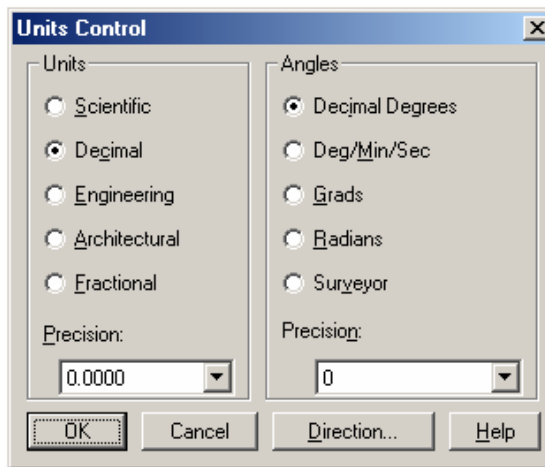 Units Control
Units
Scientific
Decimal
Engineering
Architectural
Fractional
Precision:
0.0000
Angles
Decimal Degrees
Deg/Min/Sec
Grads
Radians
Surveyor
Precision:
0
OK
Cancel
Direction...
Help